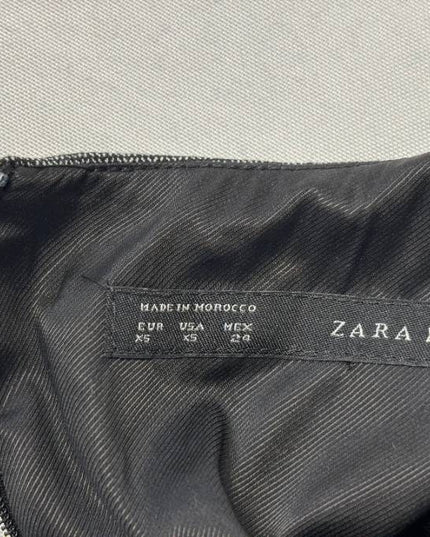 MADE IN MOROCCO
EUR USA MEX
XS XS 24
ZARA